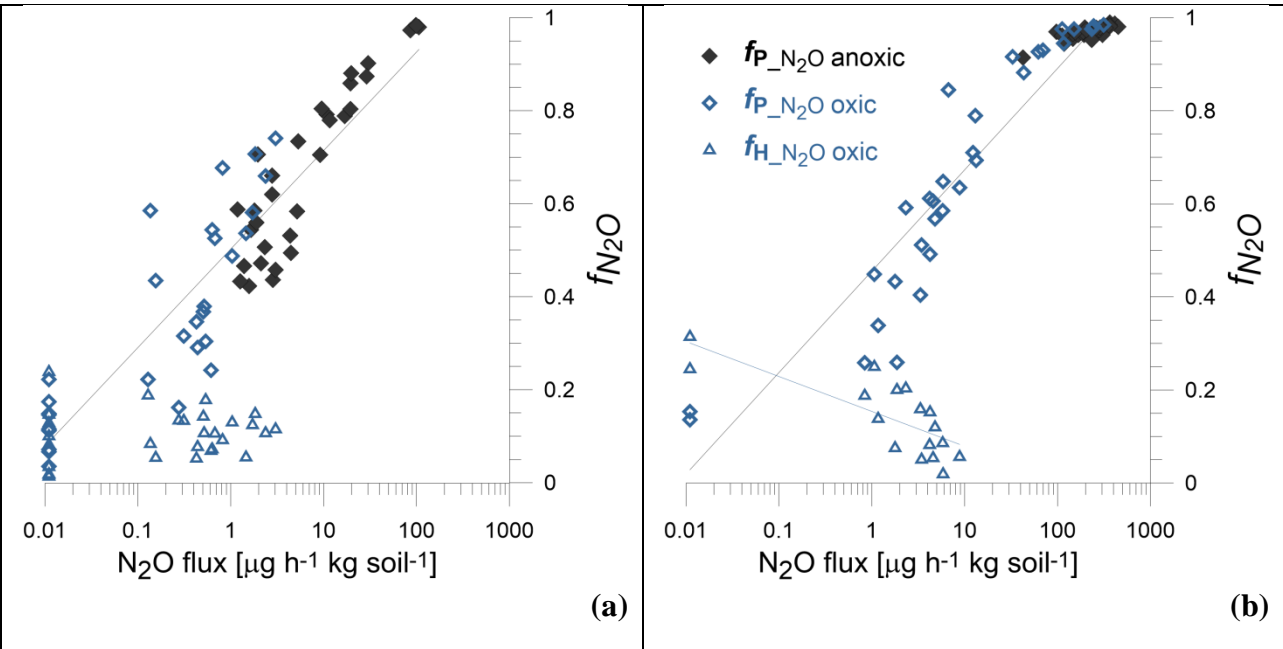 1
0.8
0.6
0.4
0.2
0
fN2O
0.01 0.1 1 10 100 1000
N2O flux [µg h-1 kg soil-1]
(a)
fP_N2O anoxic
fP_N2O oxic
fH_N2O oxic
1
0.8
0.6
0.4
0.2
0
fN2O
0.01 0.1 1 10 100 1000
N2O flux [µg h-1 kg soil-1]
(b)